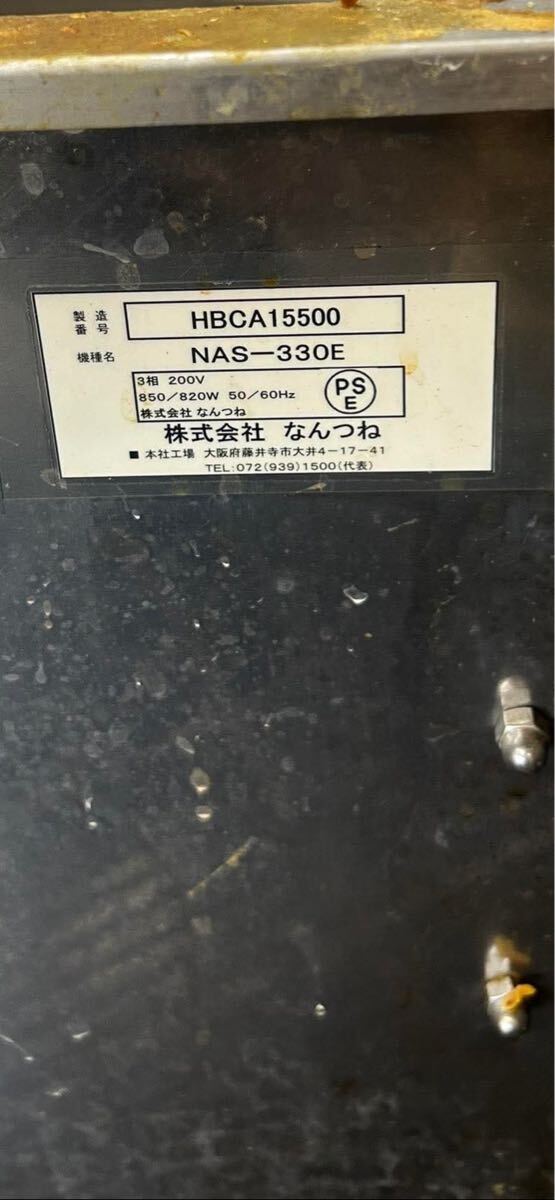 製造番号 HBCA15500
機種名 NAS-330E
3相 200V
850/820W 50/60Hz
株式会社 なんつね
PS
E
株式会社 なんつね
■ 本社工場 大阪府藤井寺市大井4-17-41
TEL:072(939)1500(代表)